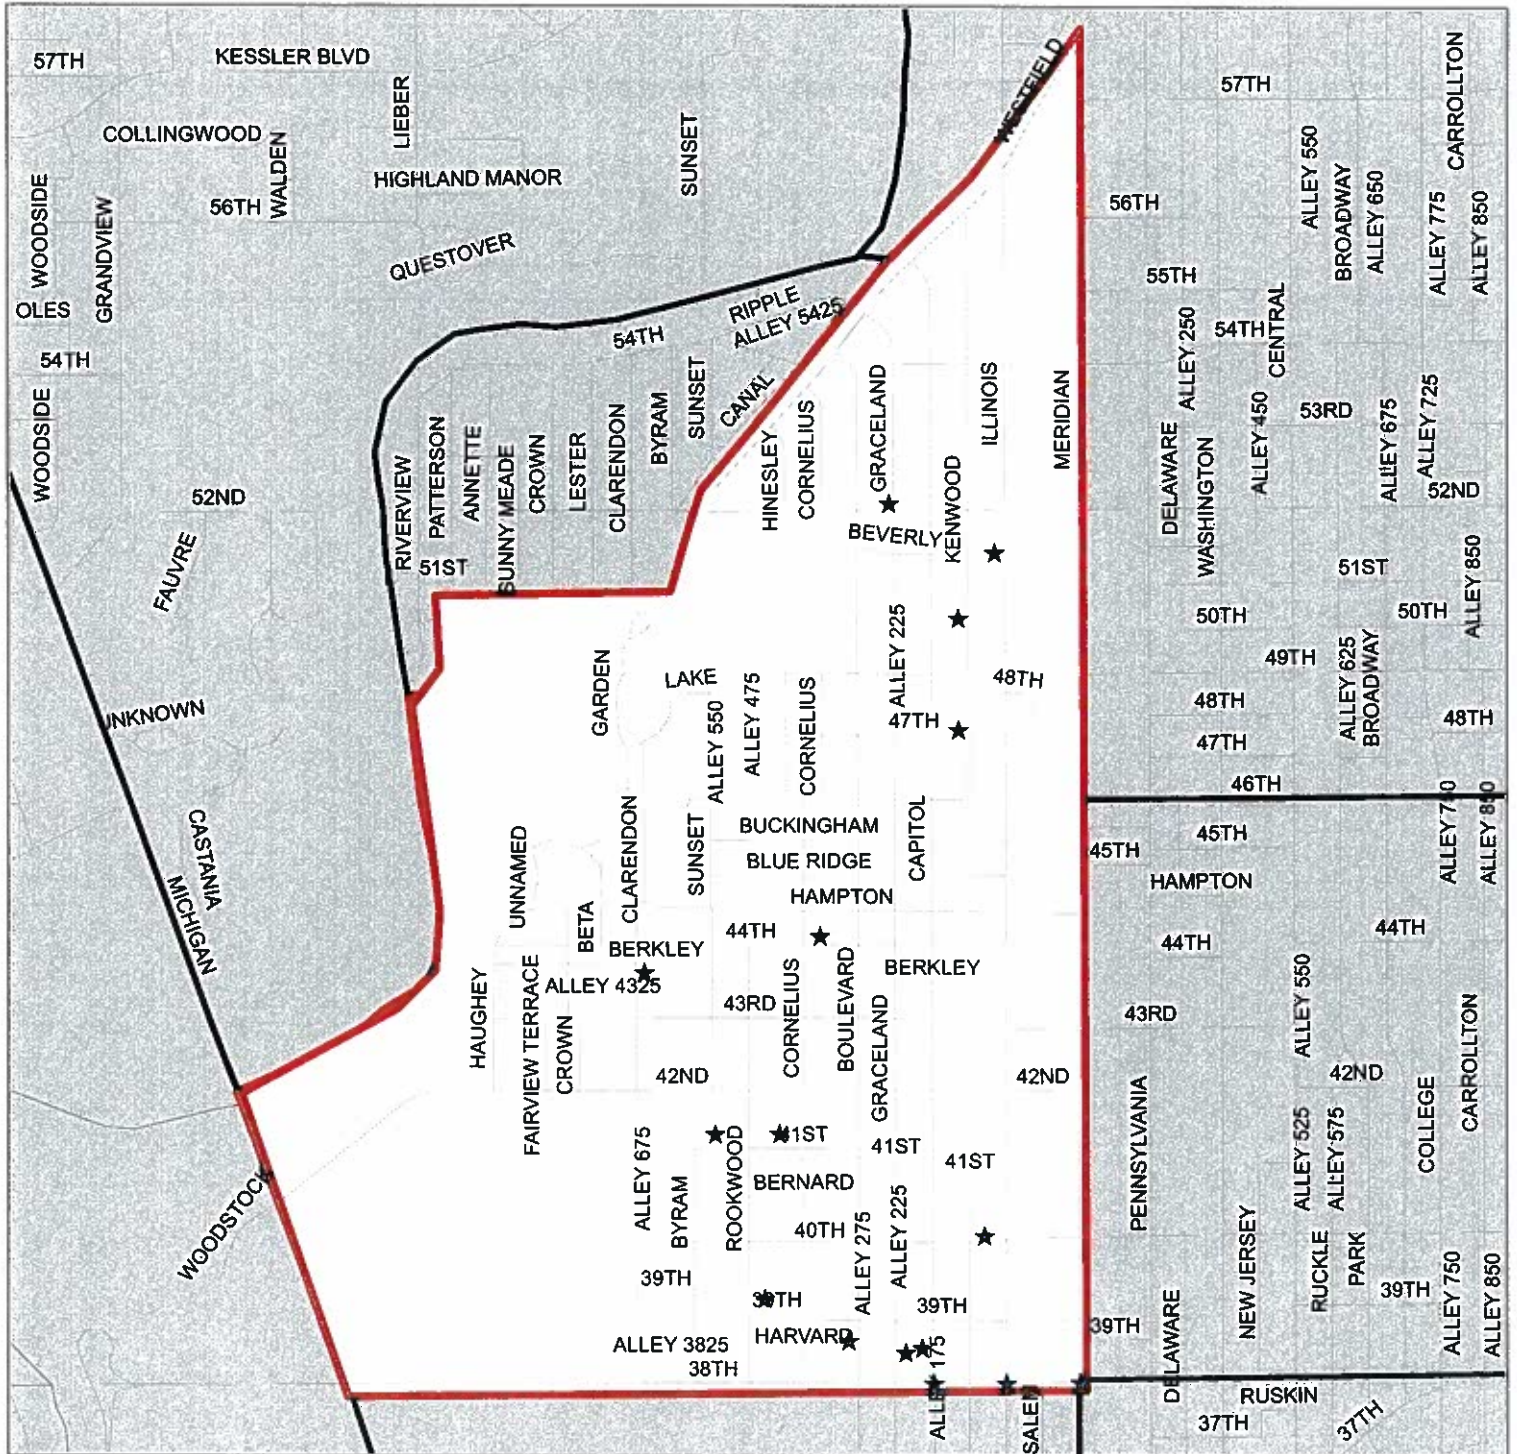 57TH
KESSLER BLVD
LIEBER
COLLINGWOOD
WALDEN
HIGHLAND MANOR
SUNSET
56TH
WOODSIDE
GRANDVIEW
QUESTOVER
OLES
54TH
WOODSIDE
52ND
FAUVRE
RIPPLE
ALLEY 5425
54TH
CANAL
SUNSET
BYRAM
CLARENDON
LESTER
CROWN
SUNNY MEADE
ANNETTE
PATTERSON
RIVERVIEW
51ST
WESTFIELD
57TH
CARROLLTON
ALLEY 550
BROADWAY
ALLEY 650
ALLEY 775
ALLEY 850
56TH
55TH
ALLEY 250
54TH
CENTRAL
53RD
ALLEY 450
ALLEY 675
ALLEY 725
52ND
DELAWARE
WASHINGTON
51ST
ALLEY 850
50TH
50TH
49TH
ALLEY 625
BROADWAY
48TH
48TH
47TH
46TH
HINESLEY
CORNELIUS
GRACELAND
ILLINOIS
MERIDIAN
BEVERLY
KENWOOD
ALLEY 225
48TH
47TH
GARDEN
LAKE
ALLEY 475
ALLEY 550
CORNELIUS
UNKNOWN
CASTANIA
MICHIGAN
UNNAMED
CLARENDON
SUNSET
BUCKINGHAM
BLUE RIDGE
CAPITOL
HAMPTON
BETA
BERKLEY
44TH
ALLEY 4325
BERKLEY
43RD
HAUGHEY
FAIRVIEW TERRACE
CROWN
CORNELIUS
BOULEVARD
GRACELAND
42ND
42ND
45TH
45TH
ALLEY 750
ALLEY 850
HAMPTON
44TH
44TH
43RD
ALLEY 550
42ND
CARROLLTON
COLLEGE
PENNSYLVANIA
ALLEY 525
ALLEY 575
WOODSTOCK
ALLEY 675
BYRAM
ROOKWOOD
41ST
41ST
41ST
BERNARD
40TH
ALLEY 275
ALLEY 225
39TH
39TH
39TH
HARVARD
ALLEY 3825
38TH
175
ALLE
SALEM
39TH
DELAWARE
NEW JERSEY
RUCKLE
PARK
39TH
ALLEY 750
ALLEY 850
RUSKIN
37TH
37TH